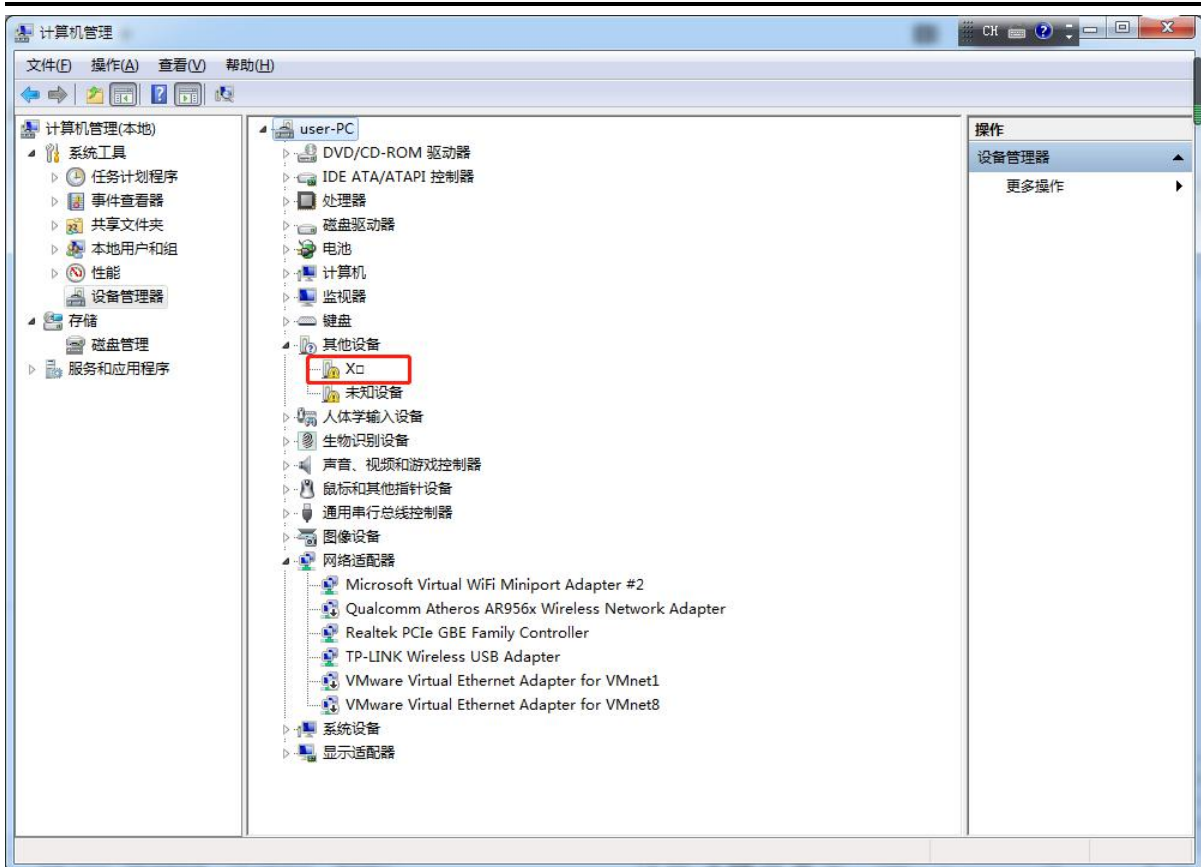 计算机管理
CH
文件(F) 操作(A) 查看(V) 帮助(H)
计算机管理(本地)
系统工具
任务计划程序
事件查看器
共享文件夹
本地用户和组
性能
设备管理器
存储
磁盘管理
服务和应用程序
user-PC
DVD/CD-ROM 驱动器
IDE ATA/ATAPI 控制器
处理器
磁盘驱动器
电池
计算机
监视器
键盘
其他设备
X□
未知设备
人体学输入设备
生物识别设备
声音、视频和游戏控制器
鼠标和其他指针设备
通用串行总线控制器
图像设备
网络适配器
Microsoft Virtual WiFi Miniport Adapter #2
Qualcomm Atheros AR956x Wireless Network Adapter
Realtek PCIe GBE Family Controller
TP-LINK Wireless USB Adapter
VMware Virtual Ethernet Adapter for VMnet1
VMware Virtual Ethernet Adapter for VMnet8
系统设备
显示适配器
操作
设备管理器
更多操作